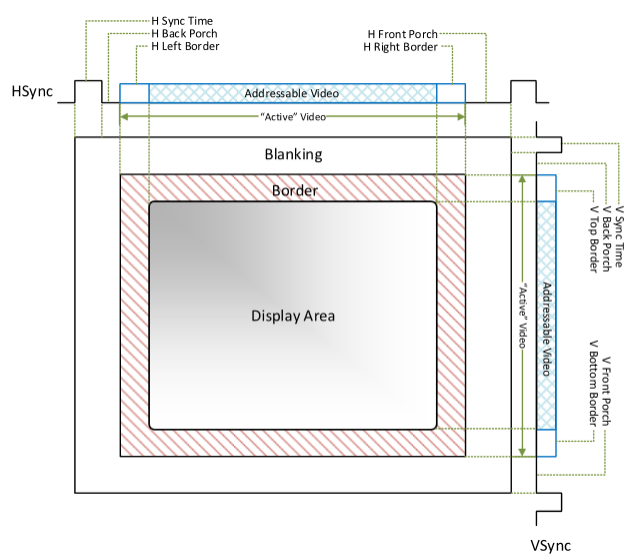 H Sync Time
H Back Porch
H Left Border
H Front Porch
H Right Border
HSync
Addressable Video
“Active” Video
Blanking
Border
Display Area
V Sync Time
V Back Porch
V Top Border
“Active” Video
Addressable Video
V Front Porch
V Bottom Border
VSync